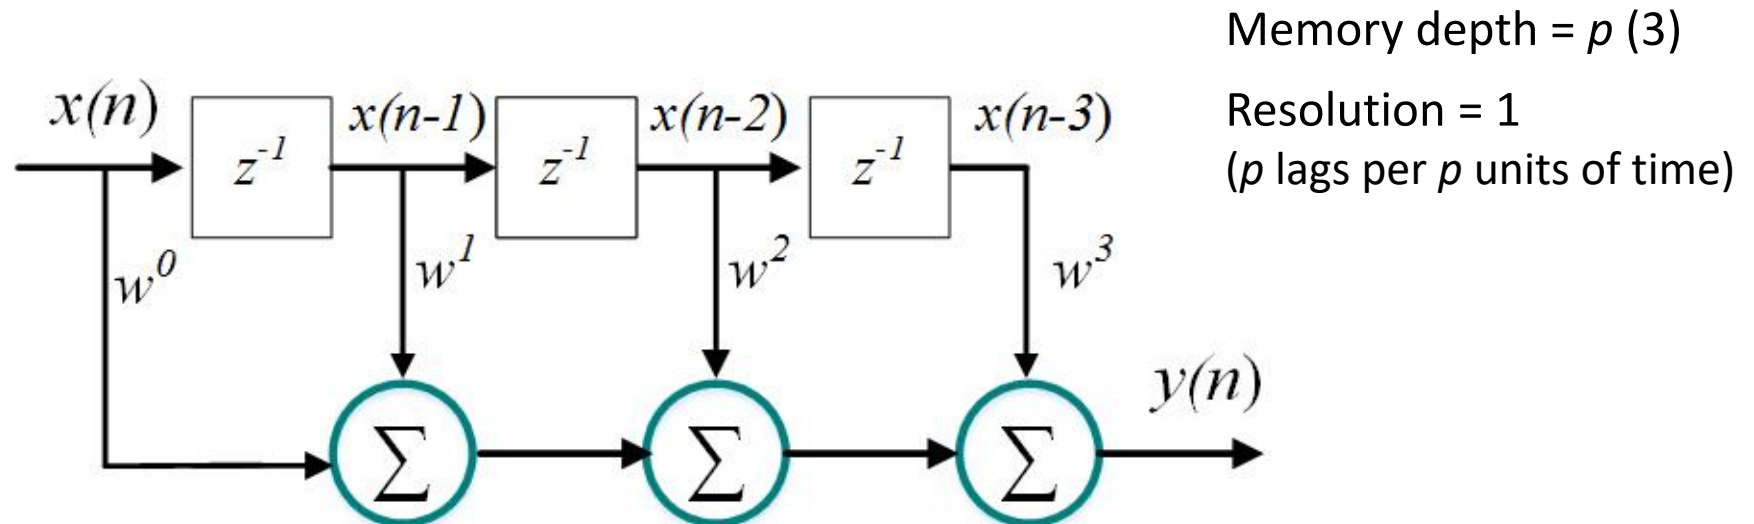 Memory depth = p (3)
x(n) x(n-1) x(n-2) x(n-3)
Resolution = 1
(p lags per p units of time)
z⁻¹ z⁻¹ z⁻¹
w⁰ w¹ w² w³
y(n)
∑ ∑ ∑